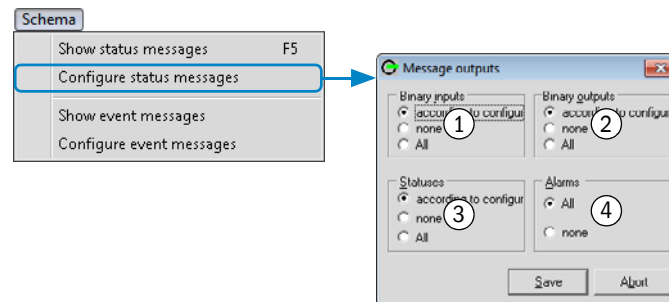 Schema
Show status messages F5
Configure status messages
Show event messages
Configure event messages
Message outputs
Binary inputs
according to configur
none
All
1
Binary outputs
according to configur
none
All
2
Statuses
according to configur
none
All
3
Alarms
All
none
4
Save
Abort